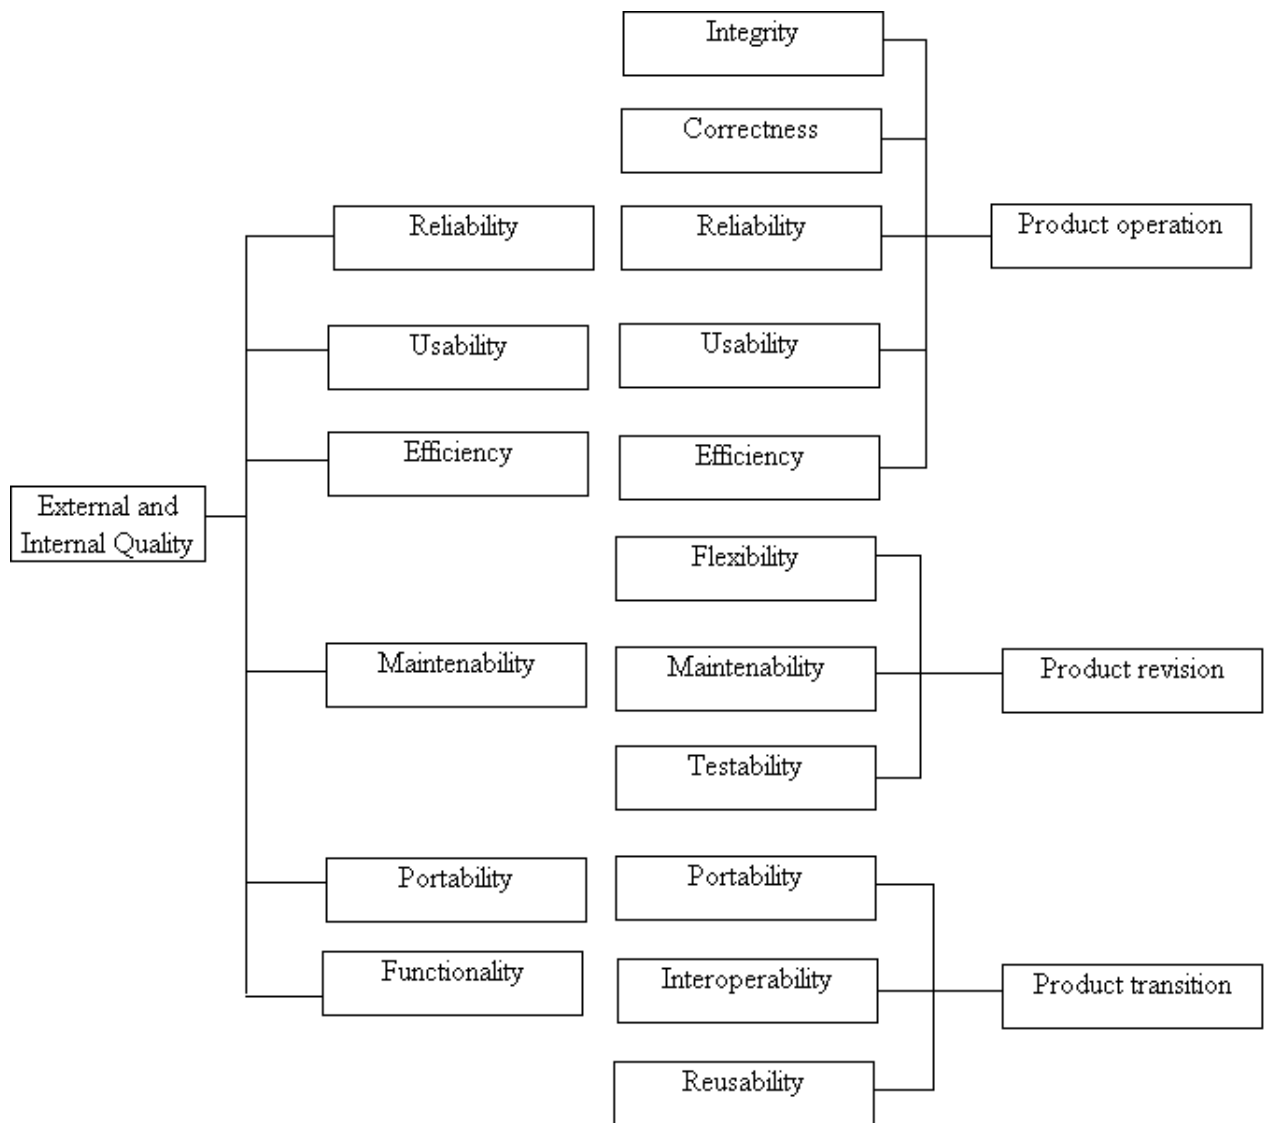 Integrity
Correctness
Reliability
Reliability
Product operation
Usability
Usability
Efficiency
Efficiency
External and
Internal Quality
Flexibility
Maintenability
Maintenability
Product revision
Testability
Portability
Portability
Functionality
Interoperability
Product transition
Reusability